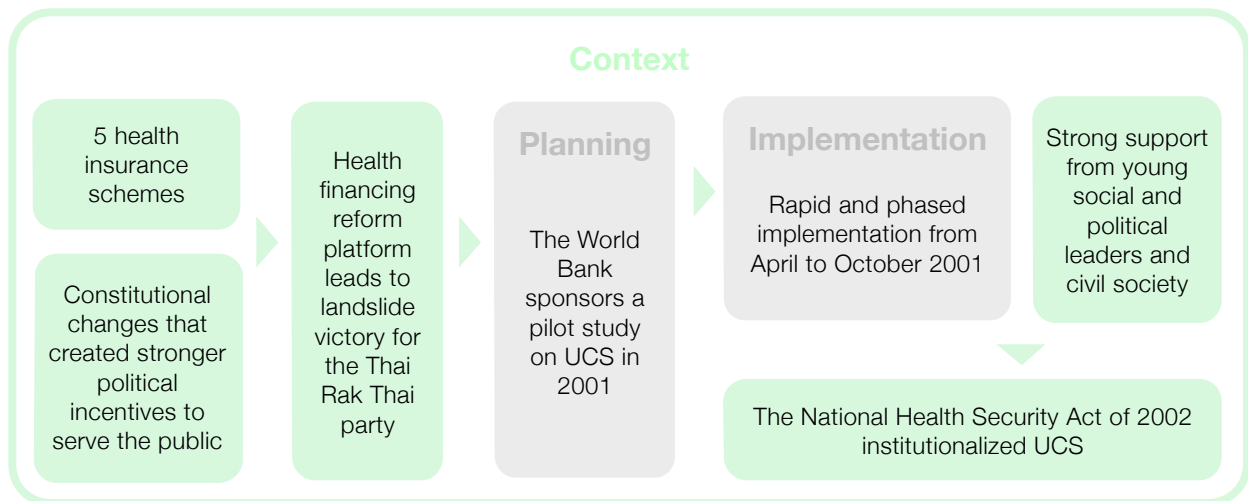 Context
5 health
insurance
schemes
Constitutional
changes that
created stronger
political
incentives to
serve the public
Health
financing
reform
platform
leads to
landslide
victory for
the Thai
Rak Thai
party
Planning
The World
Bank
sponsors a
pilot study
on UCS in
2001
Implementation
Rapid and phased
implementation from
April to October 2001
Strong support
from young
social and
political
leaders and
civil society
The National Health Security Act of 2002
institutionalized UCS